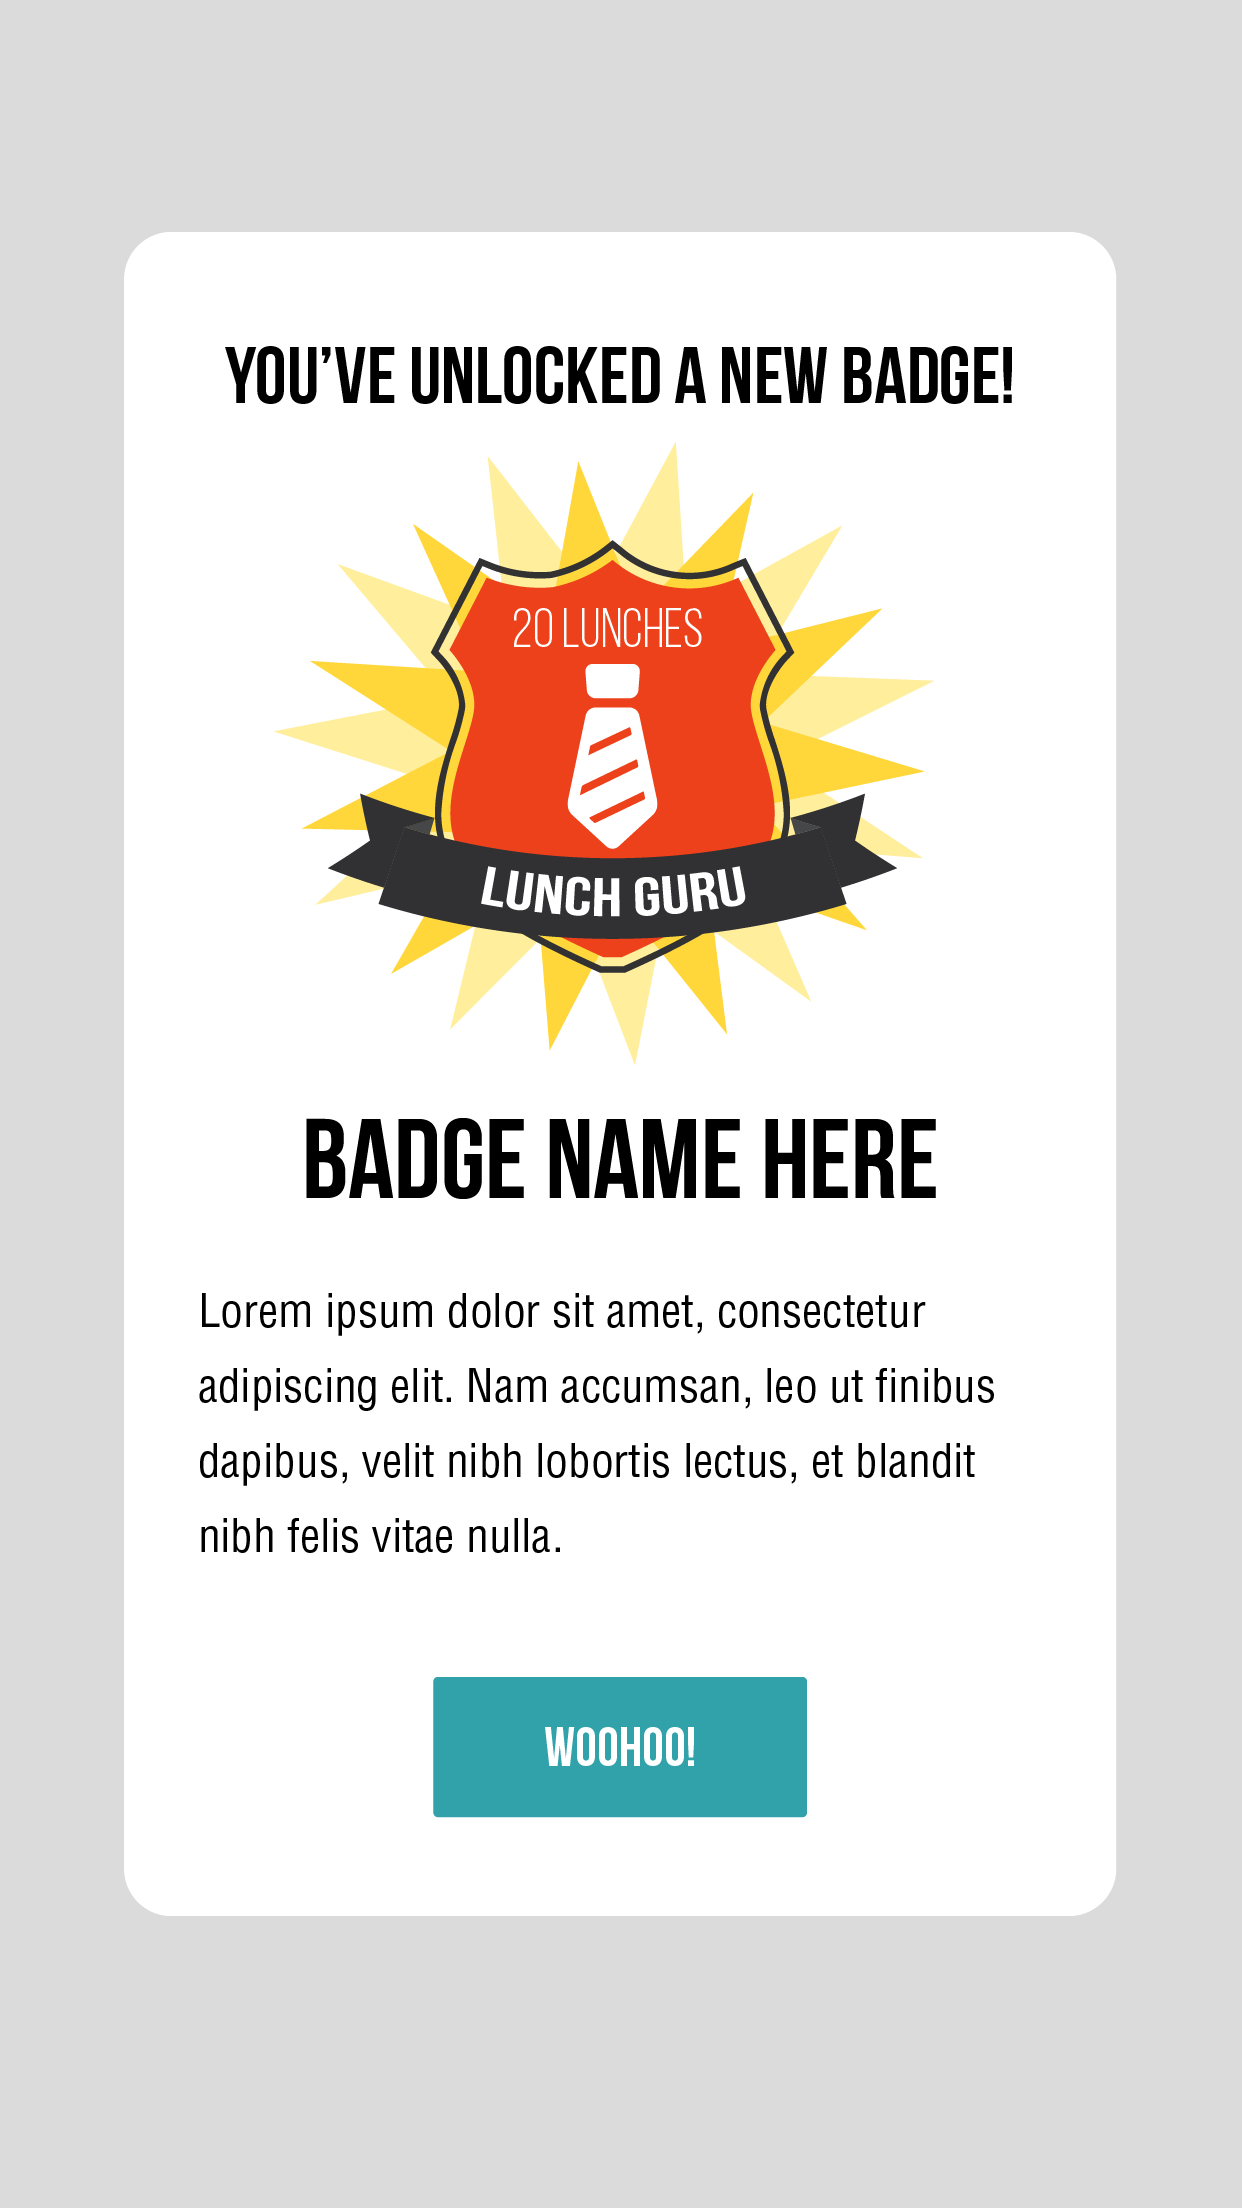 YOU’VE UNLOCKED A NEW BADGE!
20 LUNCHES
LUNCH GURU
BADGE NAME HERE
Lorem ipsum dolor sit amet, consectetur
adipiscing elit. Nam accumsan, leo ut finibus
dapibus, velit nibh lobortis lectus, et blandit
nibh felis vitae nulla.
WOOHOO!